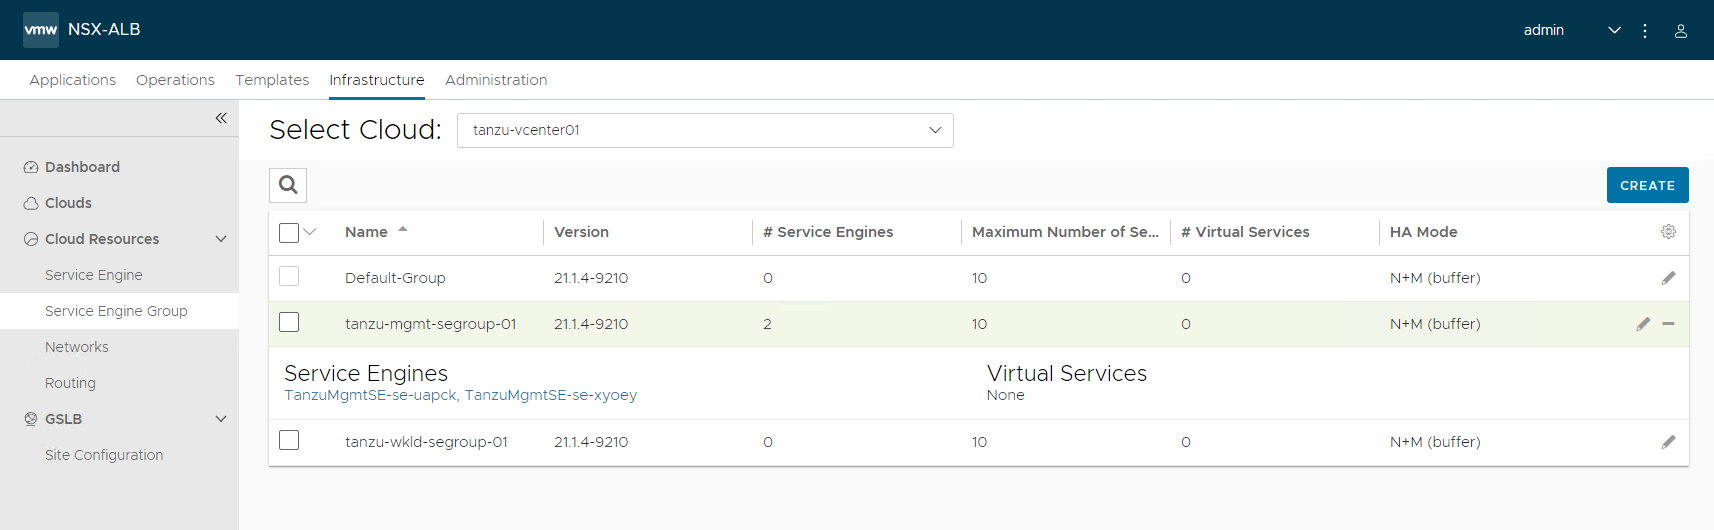 vmw NSX-ALB admin
Applications Operations Templates Infrastructure Administration
Select Cloud: tanzu-vcenter01
Dashboard
Clouds
Cloud Resources
Service Engine
Service Engine Group
Networks
Routing
GSLB
Site Configuration
CREATE
Name Version # Service Engines Maximum Number of Se... # Virtual Services HA Mode
Default-Group 21.1.4-9210 0 10 0 N+M (buffer)
tanzu-mgmt-segroup-01 21.1.4-9210 2 10 0 N+M (buffer)
Service Engines Virtual Services
TanzuMgmtSE-se-uapck, TanzuMgmtSE-se-xyoey None
tanzu-wkld-segroup-01 21.1.4-9210 0 10 0 N+M (buffer)